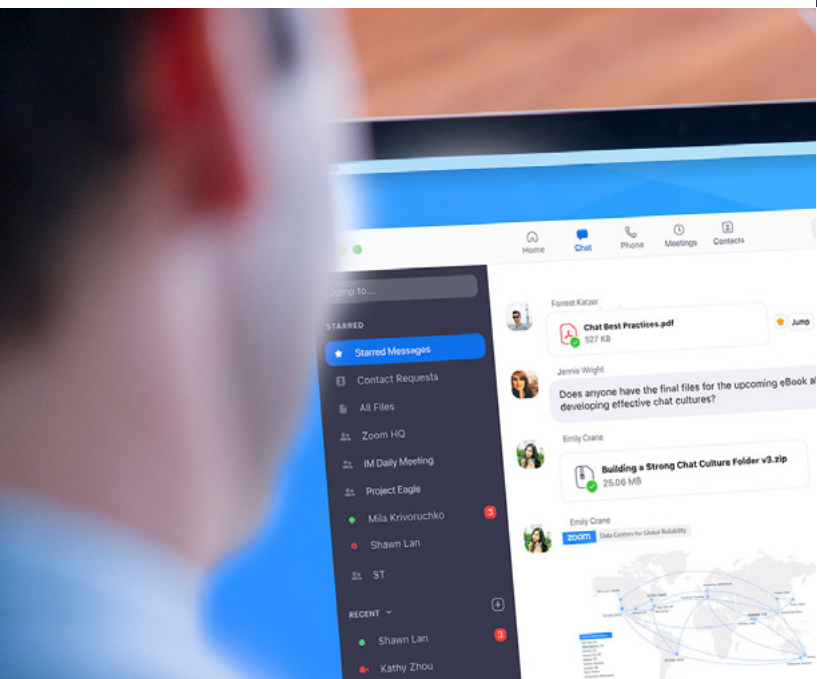 Home
Chat
Phone
Meetings
Contacts
Jump to...
STARRED
Starred Messages
Contact Requests
All Files
Zoom HQ
IM Daily Meeting
Project Eagle
Mila Krivoruchko 3
Shawn Lan
ST
RECENT
Shawn Lan 3
Kathy Zhou
Forrest Katzer
Chat Best Practices.pdf
527 KB
Jump
Jennie Wright
Does anyone have the final files for the upcoming eBook
developing effective chat cultures?
Emily Crane
Building a Strong Chat Culture Folder v3.zip
25.06 MB
Emily Crane
zoom Data Centers for Global Reliability